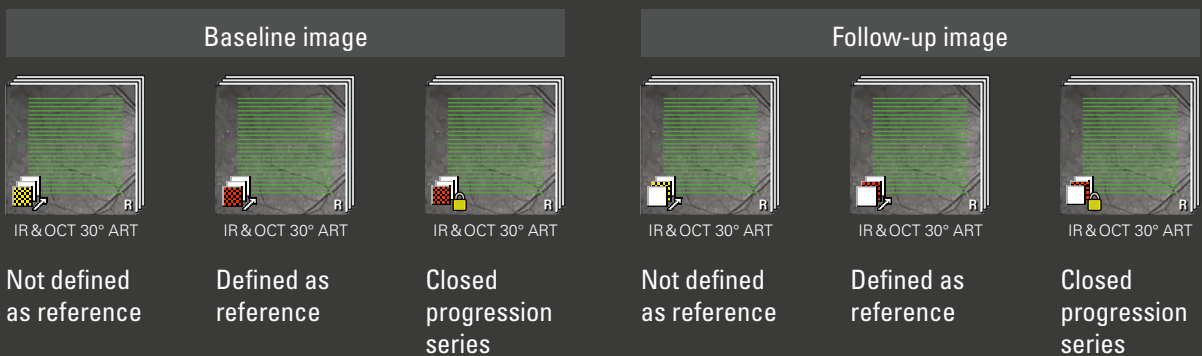 Baseline image
Follow-up image
R
R
R
R
R
R
IR & OCT 30° ART
IR & OCT 30° ART
IR & OCT 30° ART
IR & OCT 30° ART
IR & OCT 30° ART
IR & OCT 30° ART
Not defined
as reference
Defined as
reference
Closed
progression
series
Not defined
as reference
Defined as
reference
Closed
progression
series